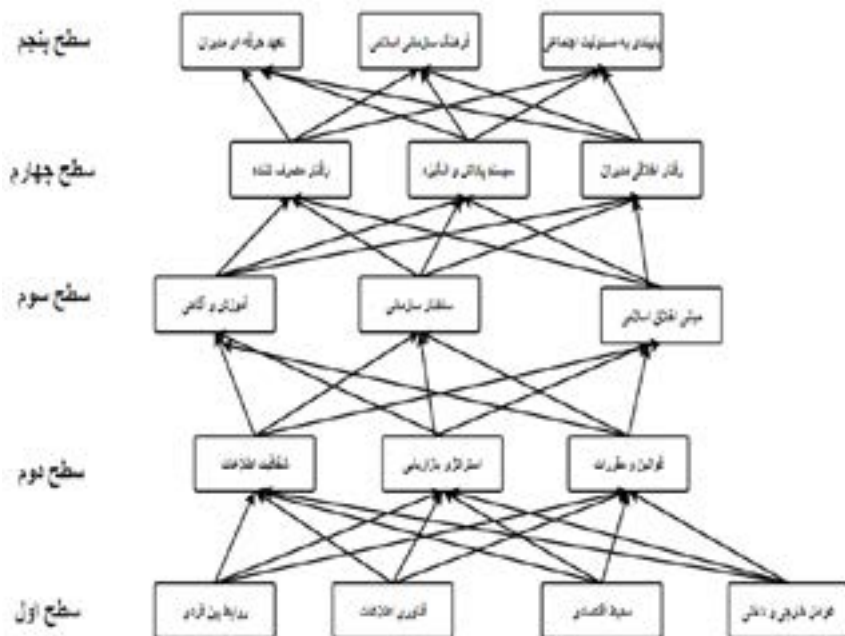 سطح پنجم
پایبندی به مسئولیت اجتماعی
فرهنگ سازمانی اسلامی
تعهد حرفه ای مدیران
سطح چهارم
رفتار اخلاقی مدیران
سیستم پاداش و انگیزه
رفتار مصرف کننده
سطح سوم
مبانی اخلاق اسلامی
ساختار سازمانی
آموزش و آگاهی
سطح دوم
قوانین و مقررات
استراتژی بازاریابی
شفافیت اطلاعات
سطح اول
عوامل خارجی و داخلی
محیط اقتصادی
فناوری اطلاعات
روابط بین فردی